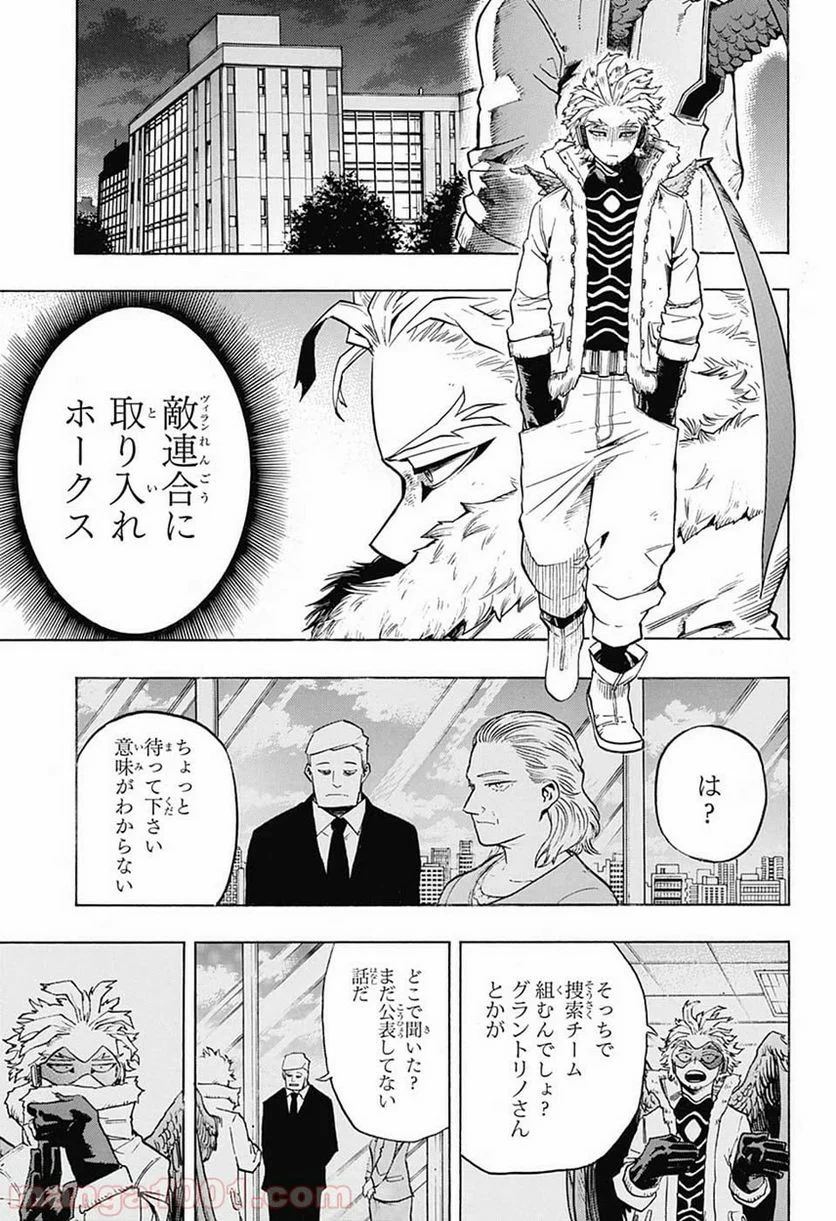 敵連合に
取り入れ
ホークス
は?
ちょっと
待って下さい
意味がわからない
そっちで
捜索チーム
組むんでしょ?
グラントリノさん
とかが
どこで聞いた?
まだ公表してない
話だ
manga1001.com